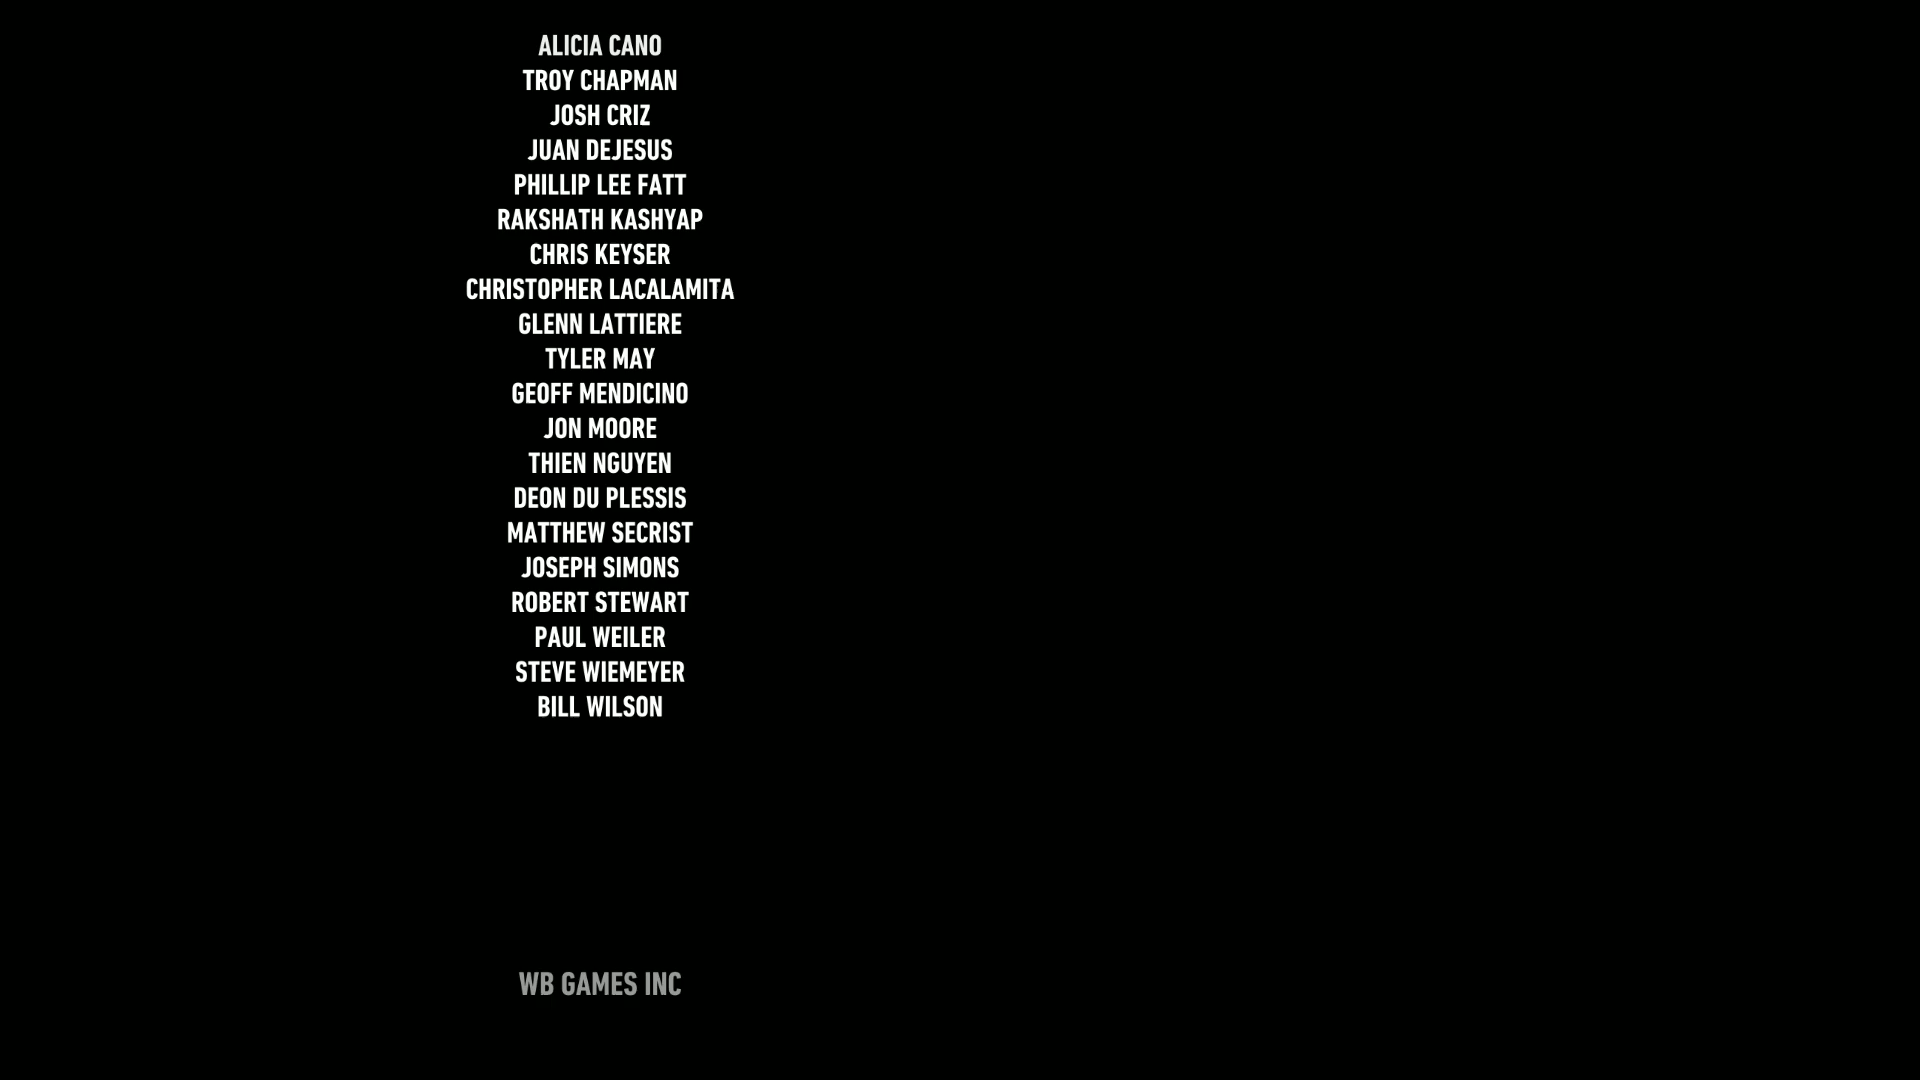 ALICIA CANO
TROY CHAPMAN
JOSH CRIZ
JUAN DEJESUS
PHILLIP LEE FATT
RAKSHATH KASHYAP
CHRIS KEYSER
CHRISTOPHER LACALAMITA
GLENN LATTIERE
TYLER MAY
GEOFF MENDICINO
JON MOORE
THIEN NGUYEN
DEON DU PLESSIS
MATTHEW SECRIST
JOSEPH SIMONS
ROBERT STEWART
PAUL WEILER
STEVE WIEMEYER
BILL WILSON
WB GAMES INC